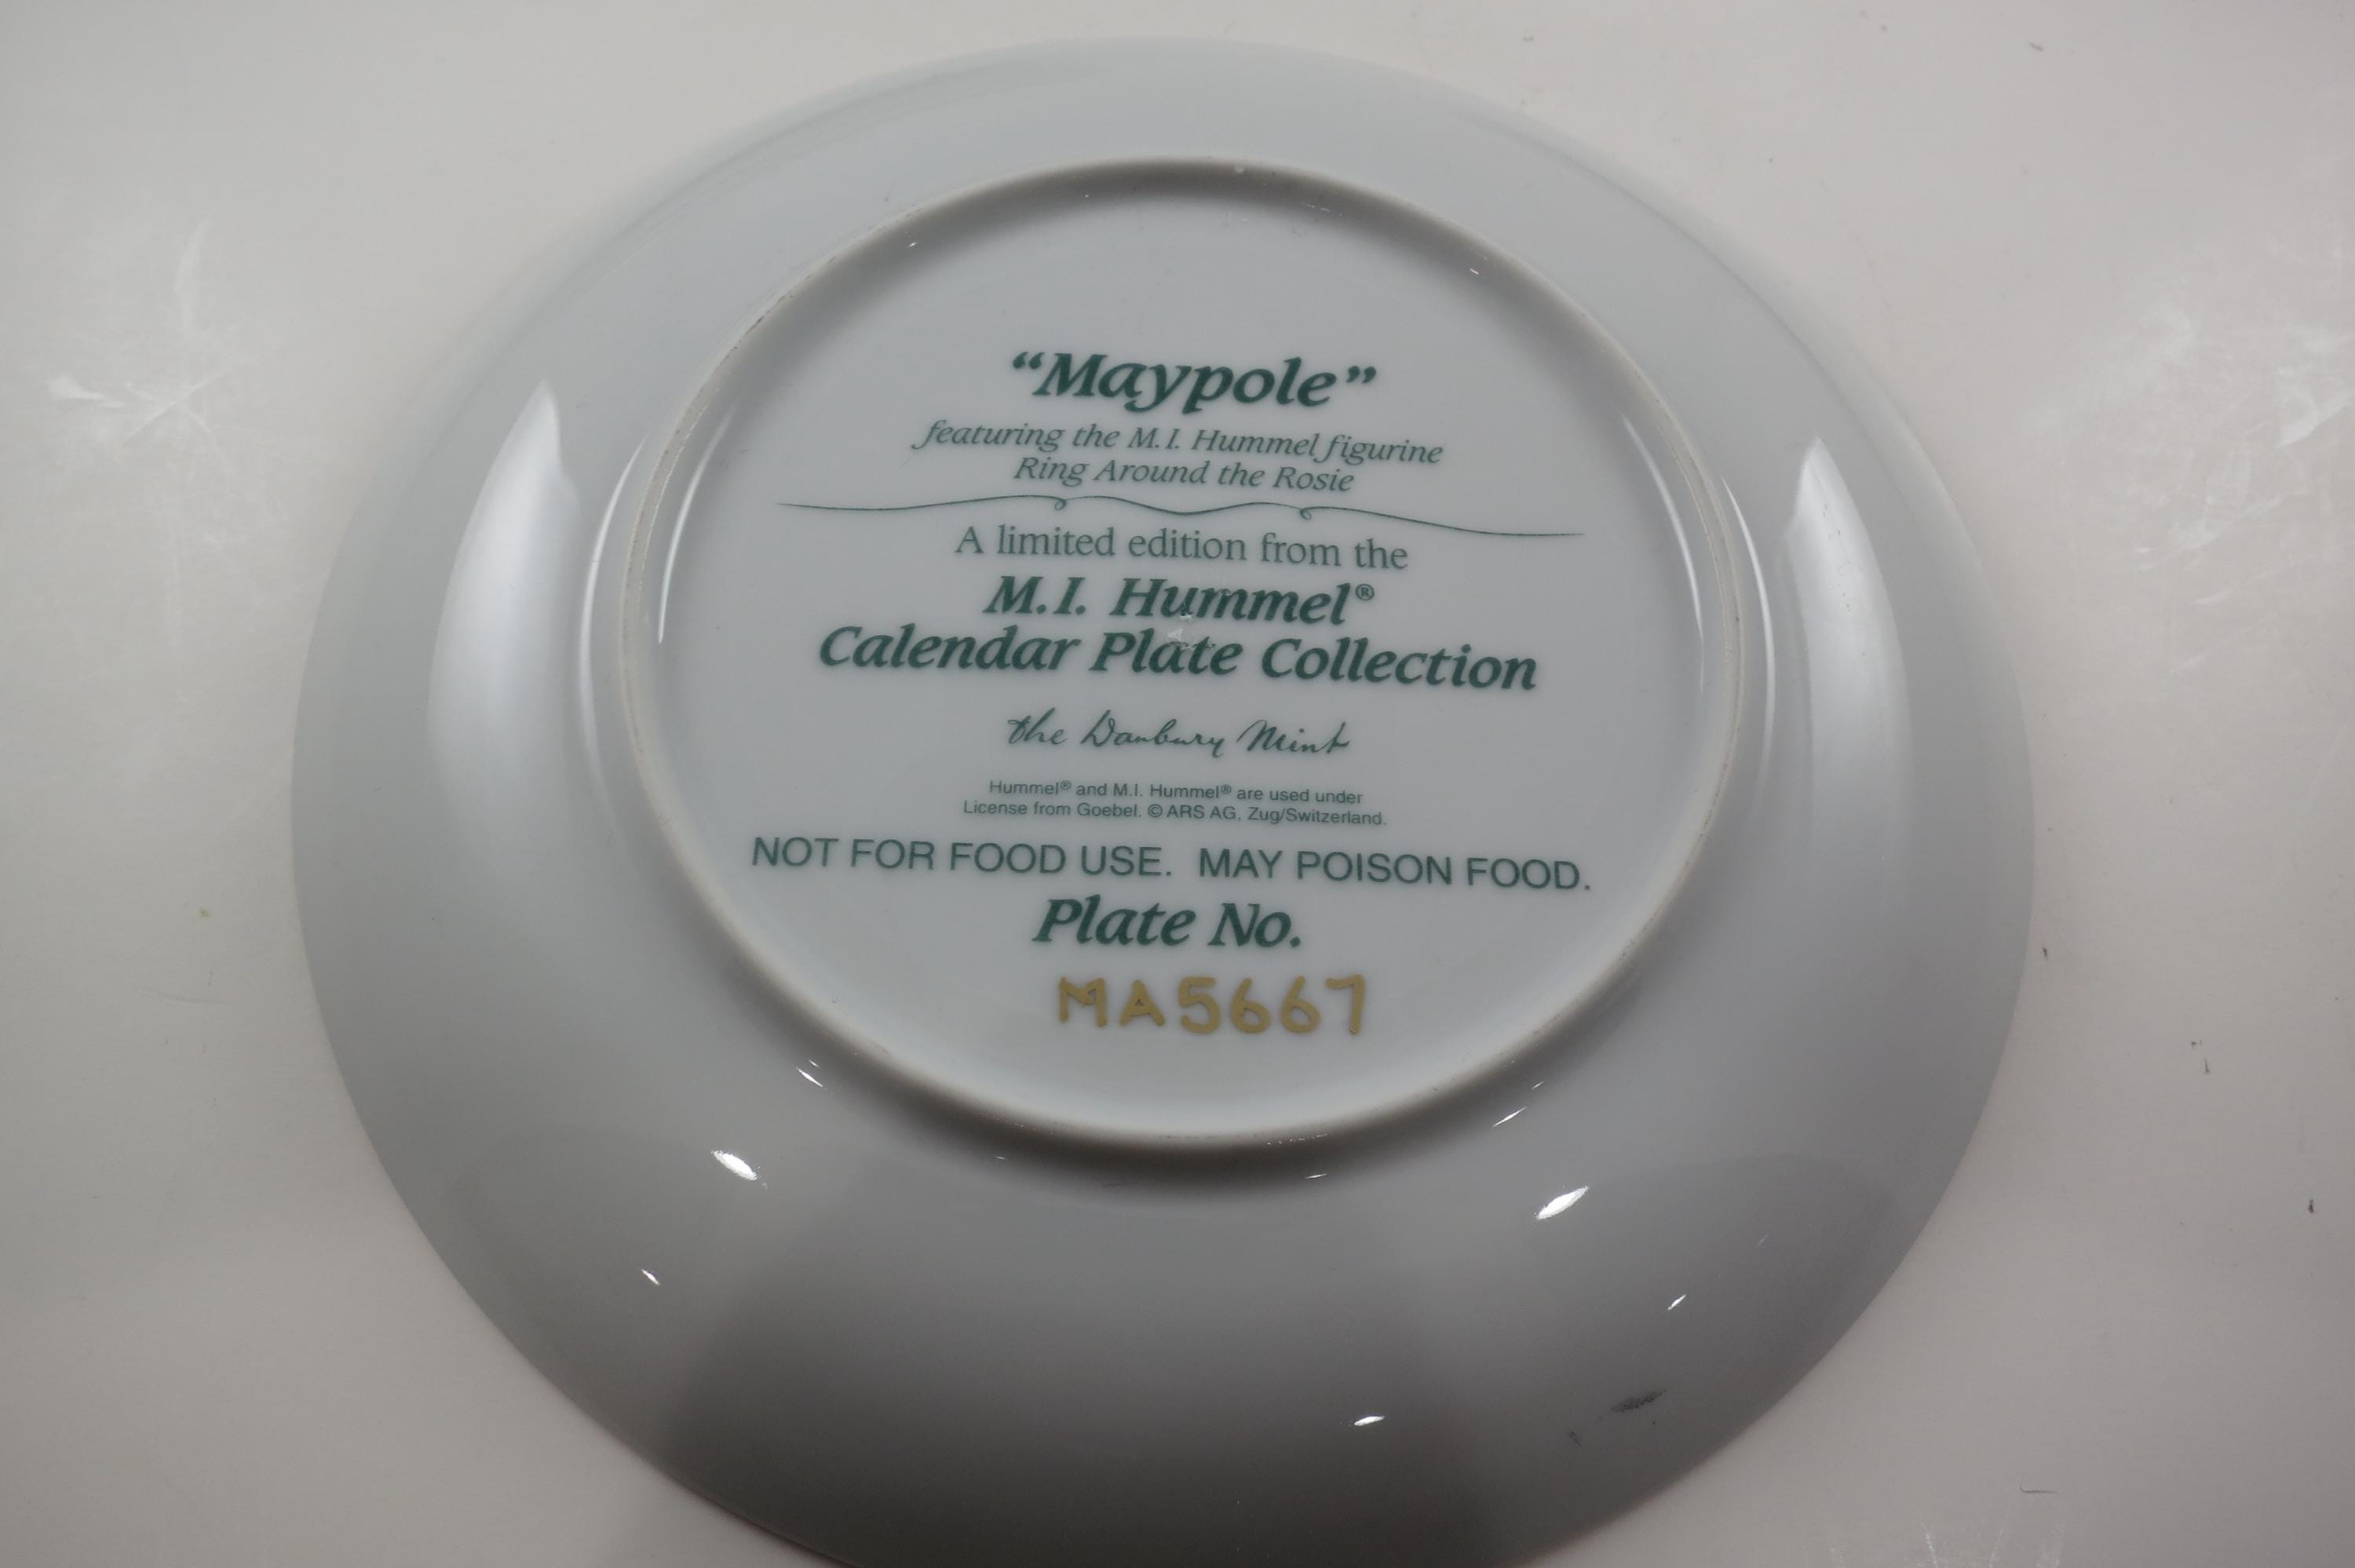 “Maypole”
featuring the M.I. Hummel figurine
Ring Around the Rosie
A limited edition from the
M.I. Hummel®
Calendar Plate Collection
the Danbury Mint
Hummel® and M.I. Hummel® are used under
License from Goebel. © ARS AG, Zug/Switzerland.
NOT FOR FOOD USE. MAY POISON FOOD.
Plate No.
MA5667